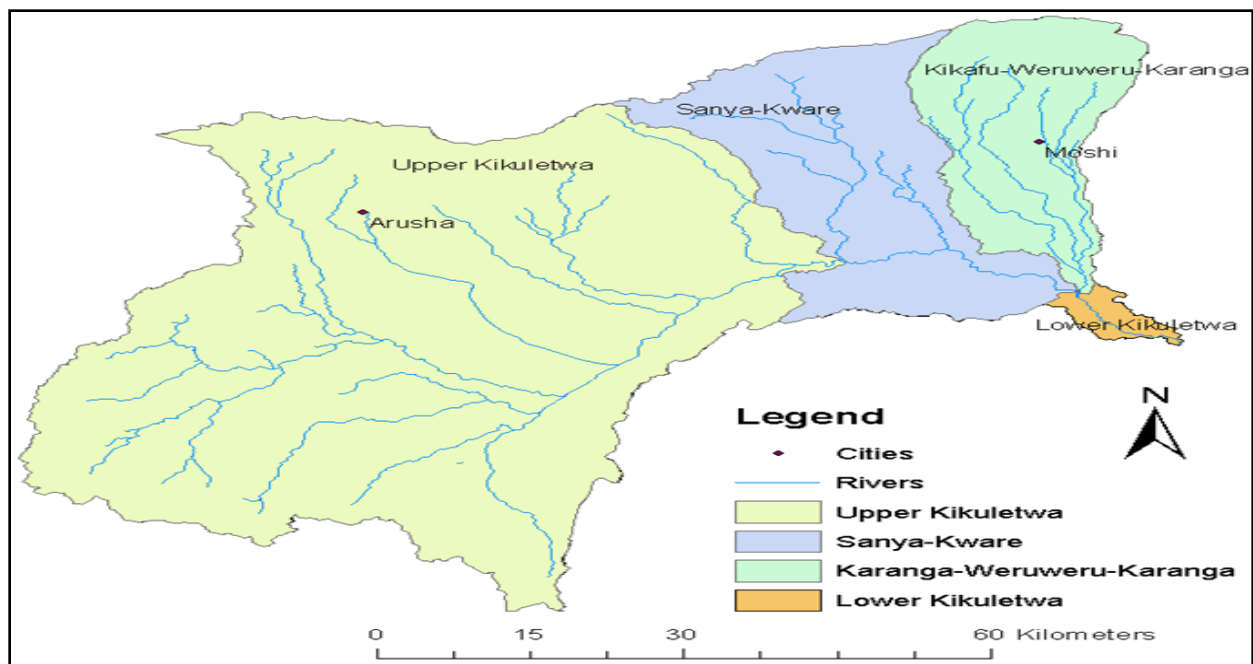 Kikafu-Weruweru-Karanga
Sanya-Kware
Moshi
Upper Kikuletwa
Arusha
Lower Kikuletwa
N
Legend
Cities
Rivers
Upper Kikuletwa
Sanya-Kware
Karanga-Weruweru-Karanga
Lower Kikuletwa
0 15 30 60 Kilometers